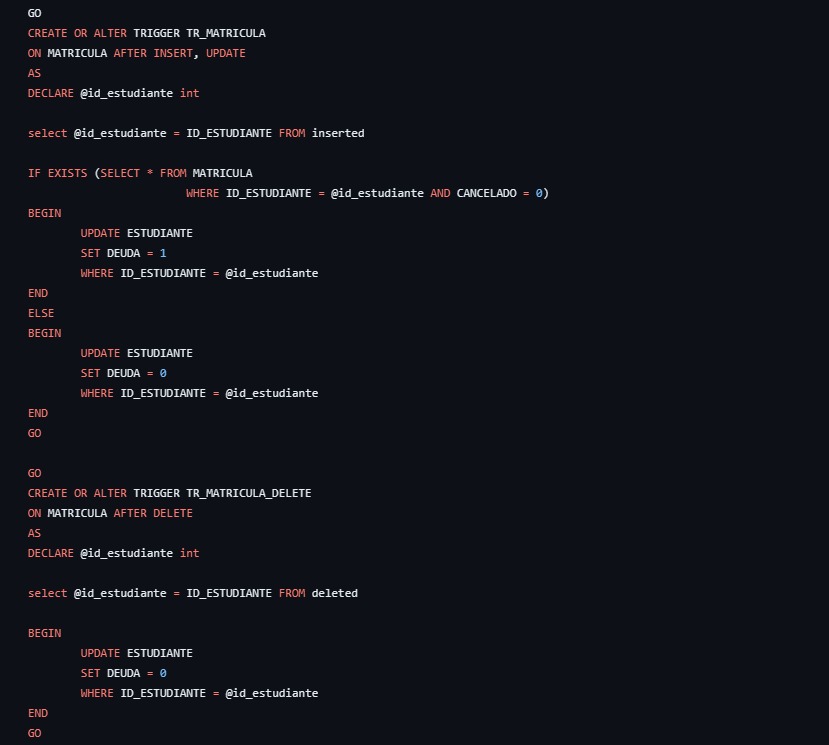 GO
CREATE OR ALTER TRIGGER TR_MATRICULA
ON MATRICULA AFTER INSERT, UPDATE
AS
DECLARE @id_estudiante int
select @id_estudiante = ID_ESTUDIANTE FROM inserted
IF EXISTS (SELECT * FROM MATRICULA
WHERE ID_ESTUDIANTE = @id_estudiante AND CANCELADO = 0)
BEGIN
UPDATE ESTUDIANTE
SET DEUDA = 1
WHERE ID_ESTUDIANTE = @id_estudiante
END
ELSE
BEGIN
UPDATE ESTUDIANTE
SET DEUDA = 0
WHERE ID_ESTUDIANTE = @id_estudiante
END
GO
GO
CREATE OR ALTER TRIGGER TR_MATRICULA_DELETE
ON MATRICULA AFTER DELETE
AS
DECLARE @id_estudiante int
select @id_estudiante = ID_ESTUDIANTE FROM deleted
BEGIN
UPDATE ESTUDIANTE
SET DEUDA = 0
WHERE ID_ESTUDIANTE = @id_estudiante
END
GO